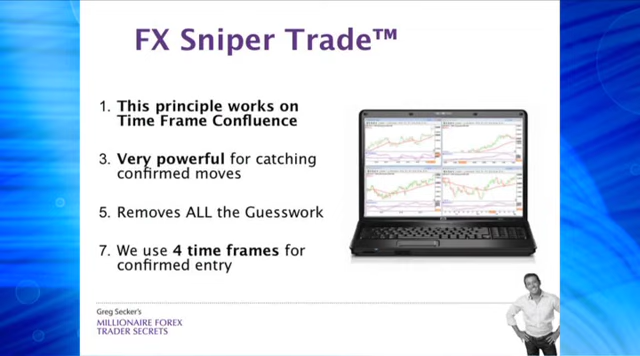 FX Sniper Trade™
1. This principle works on
Time Frame Confluence
3. Very powerful for catching
confirmed moves
5. Removes ALL the Guesswork
7. We use 4 time frames for
confirmed entry
Greg Secker's
MILLIONAIRE FOREX
TRADER SECRETS